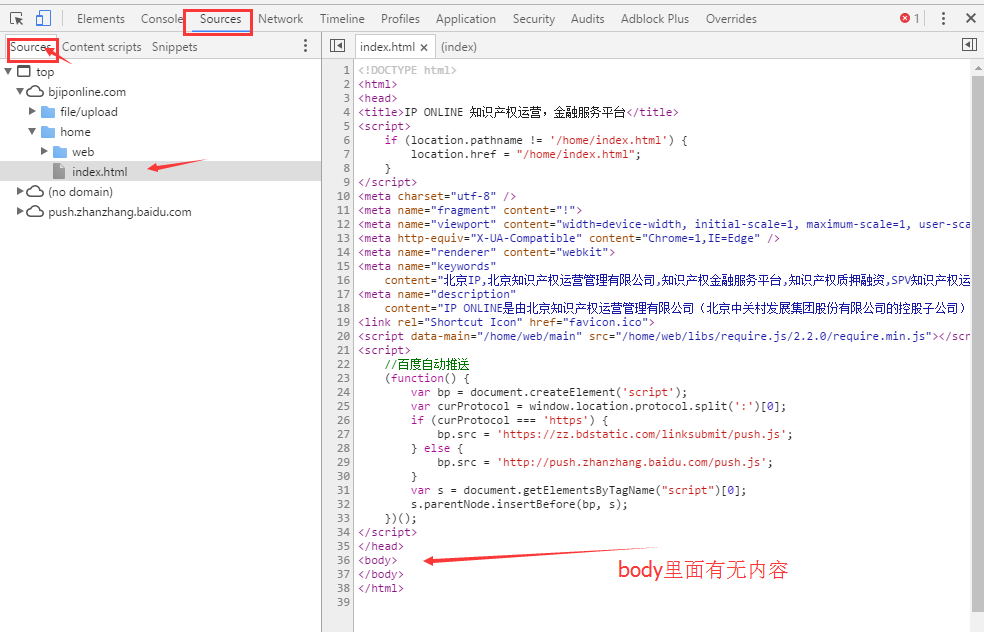 Elements Console Sources Network Timeline Profiles Application Security Audits Adblock Plus Overrides 1
Sources Content scripts Snippets
index.html × (index)
top
bjiponline.com
file/upload
home
web
index.html
(no domain)
push.zhanzhang.baidu.com
1 <!DOCTYPE html>
2 <html>
3 <head>
4 <title>IP ONLINE 知识产权运营，金融服务平台</title>
5 <script>
6 if (location.pathname != '/home/index.html') {
7 location.href = "/home/index.html";
8 }
9 </script>
10 <meta charset="utf-8" />
11 <meta name="fragment" content="!">
12 <meta name="viewport" content="width=device-width, initial-scale=1, maximum-scale=1, user-sca
13 <meta http-equiv="X-UA-Compatible" content="Chrome=1,IE=Edge" />
14 <meta name="renderer" content="webkit">
15 <meta name="keywords"
16 content="北京IP,北京知识产权运营管理有限公司,知识产权金融服务平台,知识产权质押融资,SPV知识产权运
17 <meta name="description"
18 content="IP ONLINE是由北京知识产权运营管理有限公司（北京中关村发展集团股份有限公司的控股子公司）
19 <link rel="Shortcut Icon" href="favicon.ico">
20 <script data-main="/home/web/main" src="/home/web/libs/require.js/2.2.0/require.min.js"></scr
21 <script>
22 //百度自动推送
23 (function() {
24 var bp = document.createElement('script');
25 var curProtocol = window.location.protocol.split(':')[0];
26 if (curProtocol === 'https') {
27 bp.src = 'https://zz.bdstatic.com/linksubmit/push.js';
28 } else {
29 bp.src = 'http://push.zhanzhang.baidu.com/push.js';
30 }
31 var s = document.getElementsByTagName("script")[0];
32 s.parentNode.insertBefore(bp, s);
33 })();
34 </script>
35 </head>
36 <body>
37 </body>
38 </html>
39
body里面有无内容